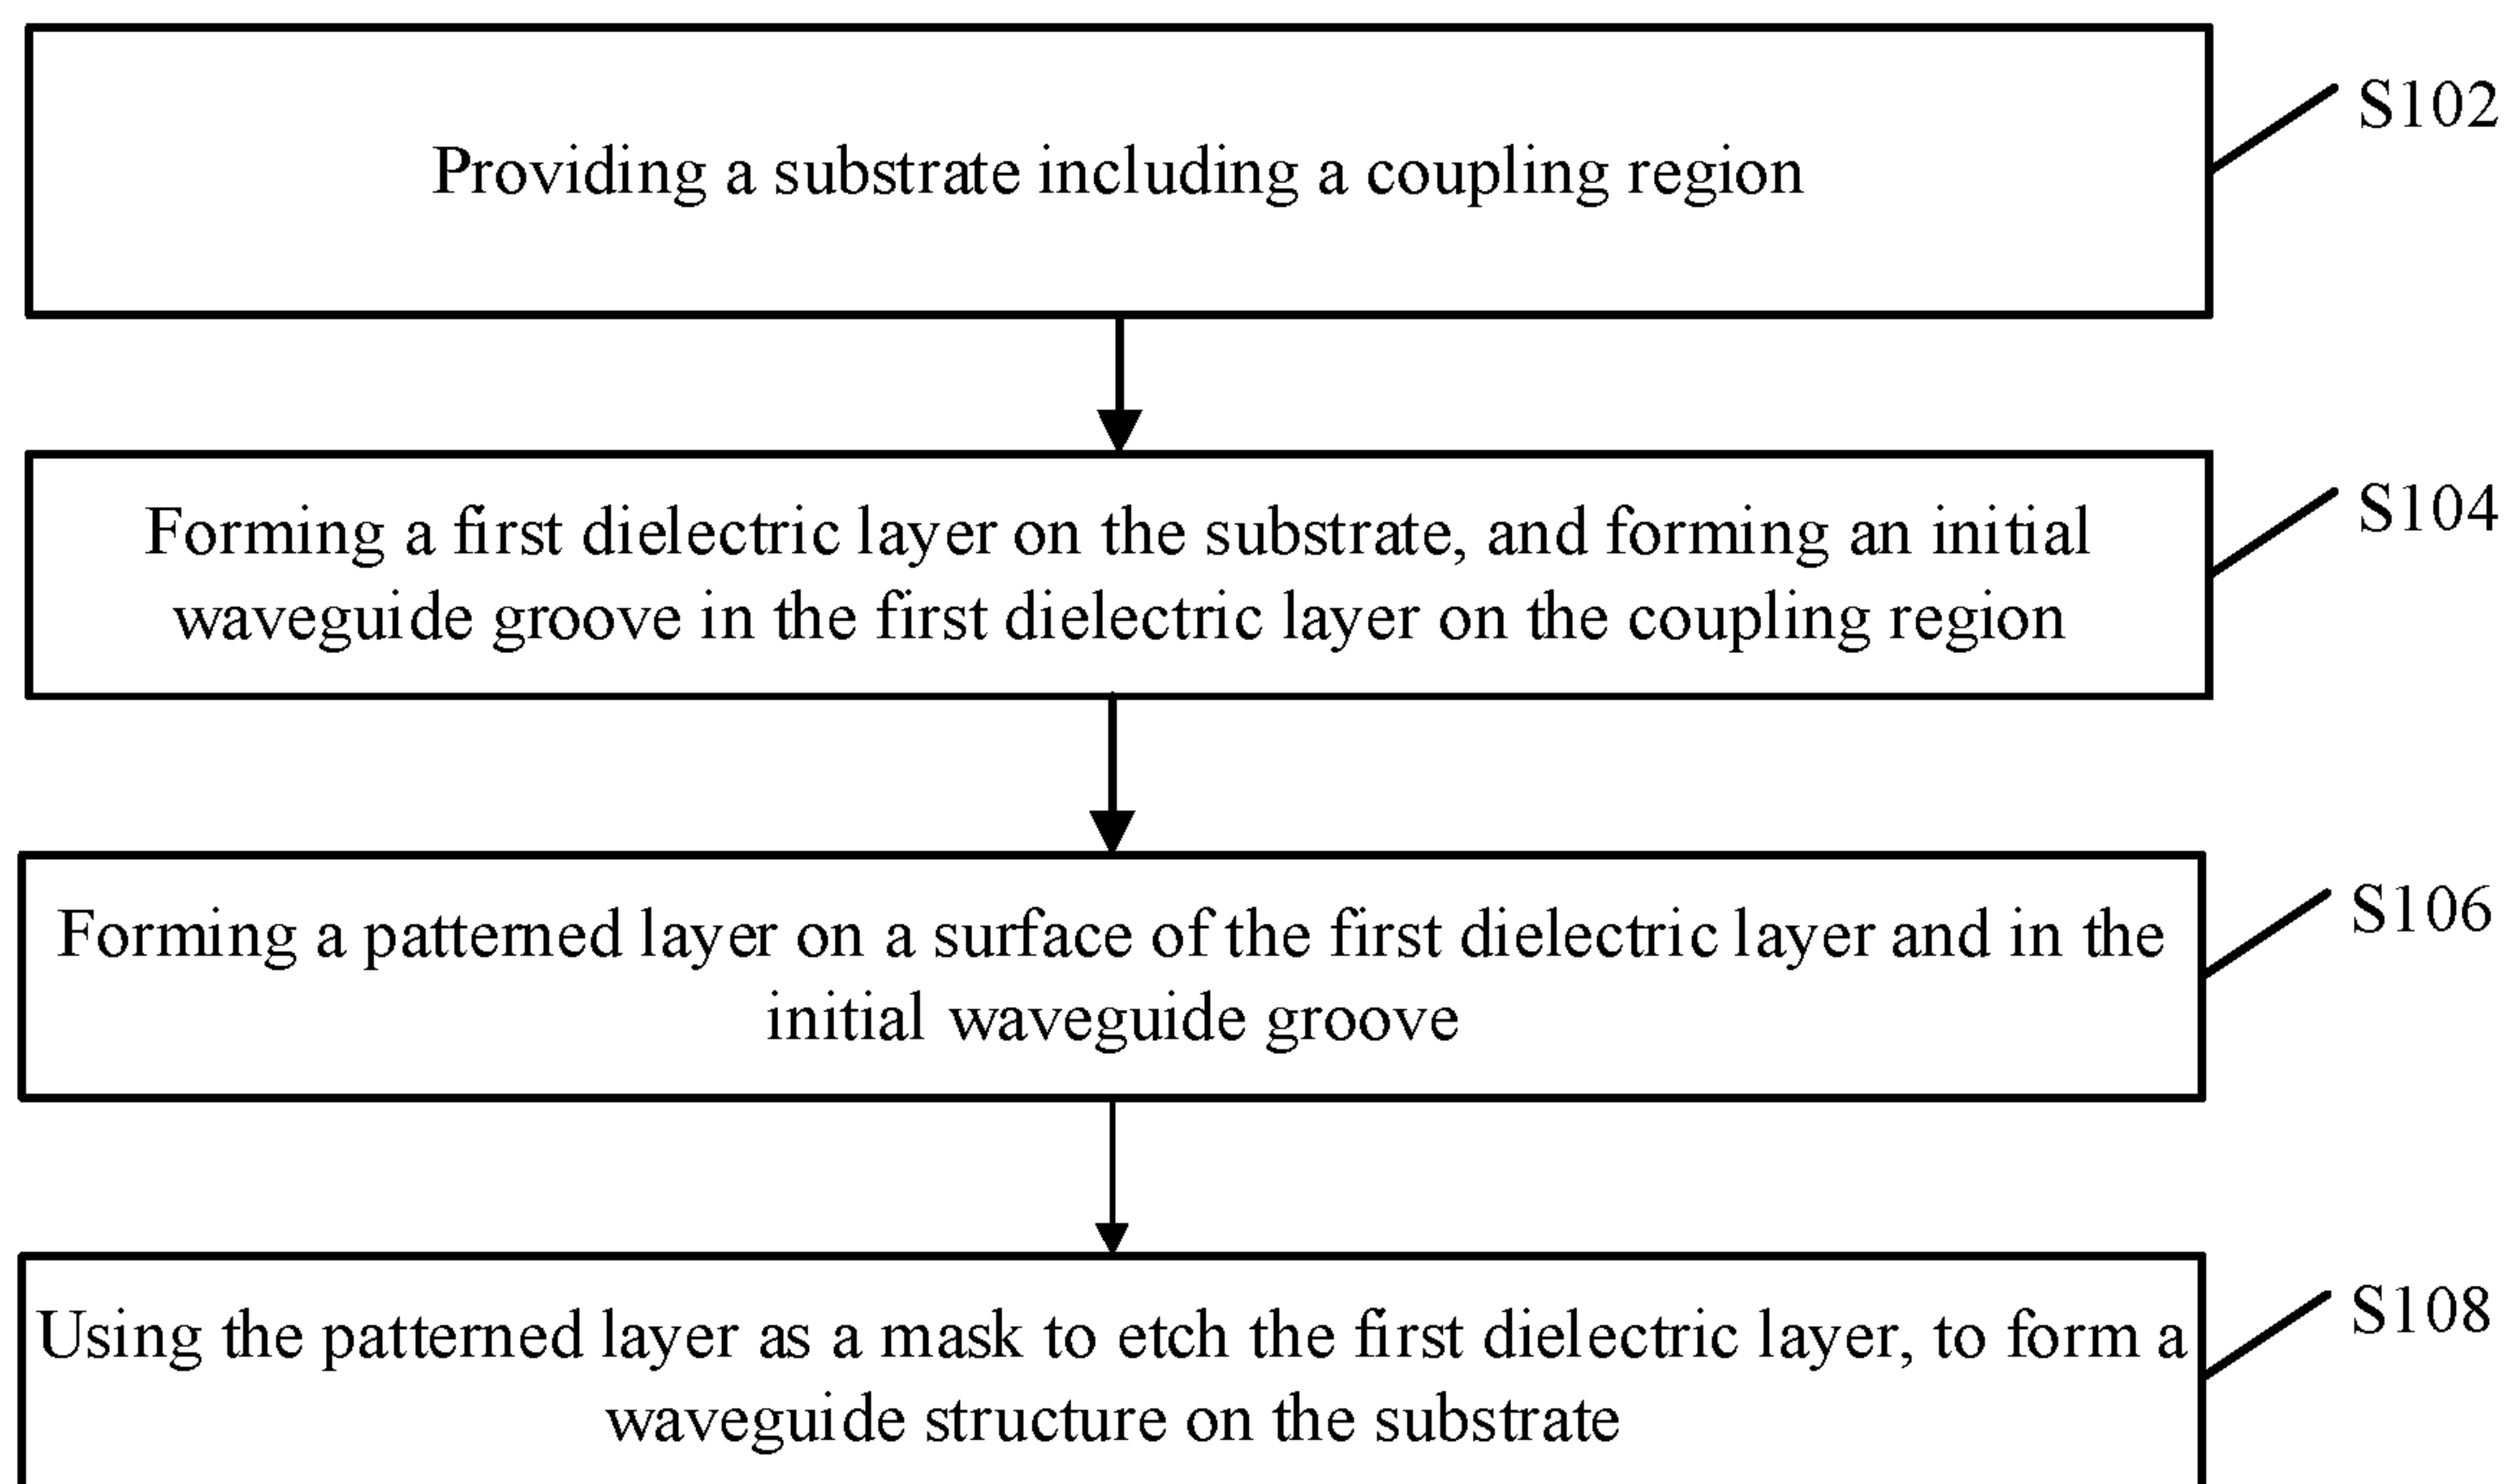 Providing a substrate including a coupling region
S102
Forming a first dielectric layer on the substrate, and forming an initial
waveguide groove in the first dielectric layer on the coupling region
S104
Forming a patterned layer on a surface of the first dielectric layer and in the
initial waveguide groove
S106
Using the patterned layer as a mask to etch the first dielectric layer, to form a
waveguide structure on the substrate
S108